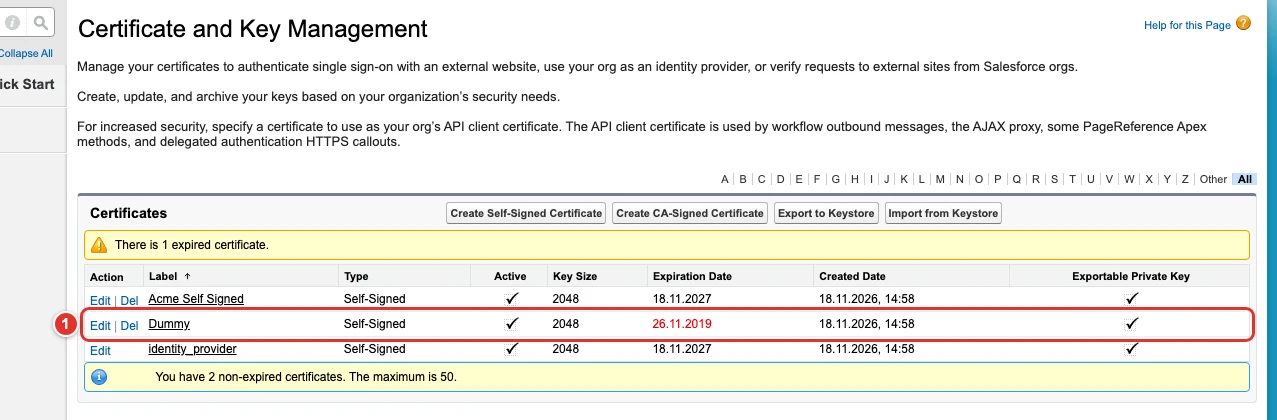 Certificate and Key Management
Help for this Page ?
Collapse All
ick Start
Manage your certificates to authenticate single sign-on with an external website, use your org as an identity provider, or verify requests to external sites from Salesforce orgs.
Create, update, and archive your keys based on your organization's security needs.
For increased security, specify a certificate to use as your org's API client certificate. The API client certificate is used by workflow outbound messages, the AJAX proxy, some PageReference Apex
methods, and delegated authentication HTTPS callouts.
A | B | C | D | E | F | G | H | I | J | K | L | M | N | O | P | Q | R | S | T | U | V | W | X | Y | Z | Other All
Certificates Create Self-Signed Certificate Create CA-Signed Certificate Export to Keystore Import from Keystore
There is 1 expired certificate.
Action Label ↑ Type Active Key Size Expiration Date Created Date Exportable Private Key
Edit | Del Acme Self Signed Self-Signed ✓ 2048 18.11.2027 18.11.2026, 14:58 ✓
1 Edit | Del Dummy Self-Signed ✓ 2048 26.11.2019 18.11.2026, 14:58 ✓
Edit identity_provider Self-Signed ✓ 2048 18.11.2027 18.11.2026, 14:58 ✓
You have 2 non-expired certificates. The maximum is 50.